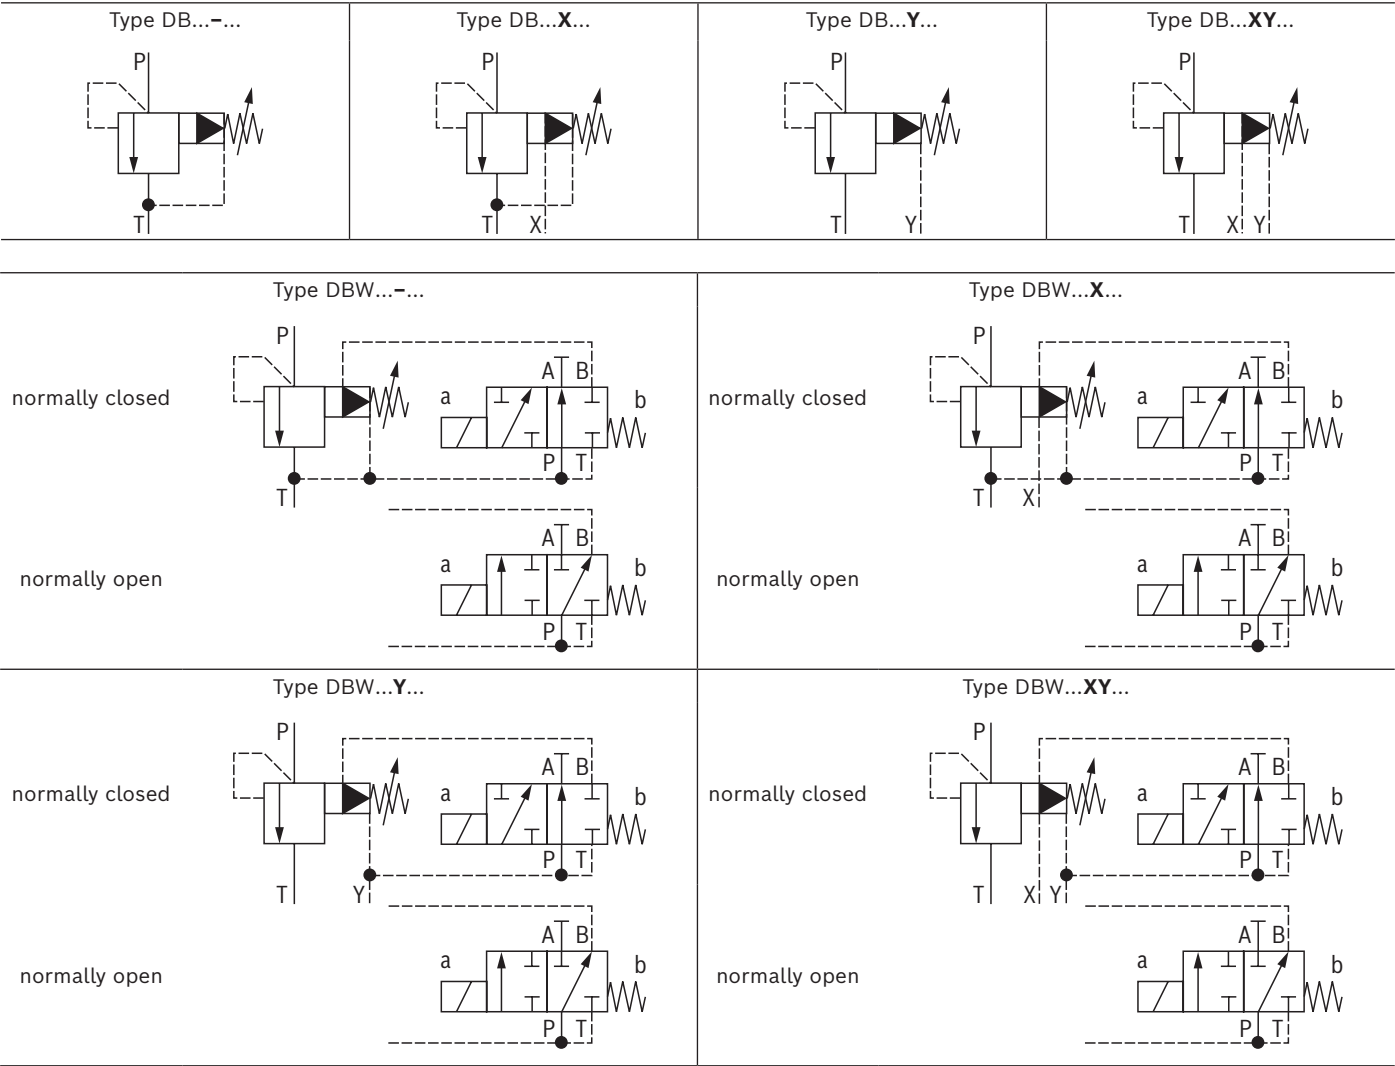 Type DB...–... Type DB...X... Type DB...Y... Type DB...XY...
P P P P
T T X T Y T X Y
Type DBW...–...
P
A B
normally closed a b
P T
T
A B
normally open a b
P T
Type DBW...X...
P
A B
normally closed a b
P T
T X
A B
normally open a b
P T
Type DBW...Y...
P
A B
normally closed a b
P T
T Y
A B
normally open a b
P T
Type DBW...XY...
P
A B
normally closed a b
P T
T X Y
A B
normally open a b
P T